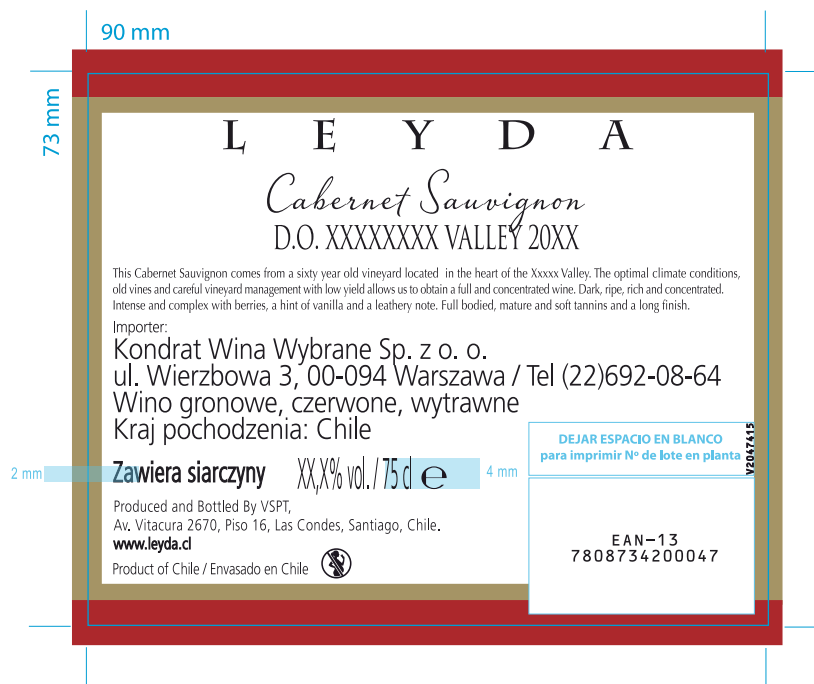 90 mm
73 mm
L E Y D A
Cabernet Sauvignon
D.O. XXXXXXXX VALLEY 20XX
This Cabernet Sauvignon comes from a sixty year old vineyard located in the heart of the Xxxxx Valley. The optimal climate conditions,
old vines and careful vineyard management with low yield allows us to obtain a full and concentrated wine. Dark, ripe, rich and concentrated.
Intense and complex with berries, a hint of vanilla and a leathery note. Full bodied, mature and soft tannins and a long finish.
Importer:
Kondrat Wina Wybrane Sp. z o. o.
ul. Wierzbowa 3, 00-094 Warszawa / Tel (22)692-08-64
Wino gronowe, czerwone, wytrawne
Kraj pochodzenia: Chile
DEJAR ESPACIO EN BLANCO
para imprimir Nº de lote en planta
V2047415
2 mm
Zawiera siarczyny XX,X% vol. / 75 cl e
4 mm
Produced and Bottled By VSPT,
Av. Vitacura 2670, Piso 16, Las Condes, Santiago, Chile.
www.leyda.cl
Product of Chile / Envasado en Chile
EAN-13
7808734200047